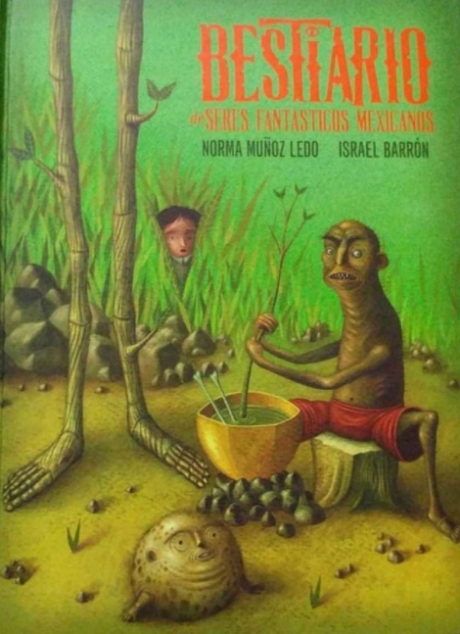 BESTIARIO
de SERES FANTÁSTICOS MEXICANOS
NORMA MUÑOZ LEDO ISRAEL BARRÓN